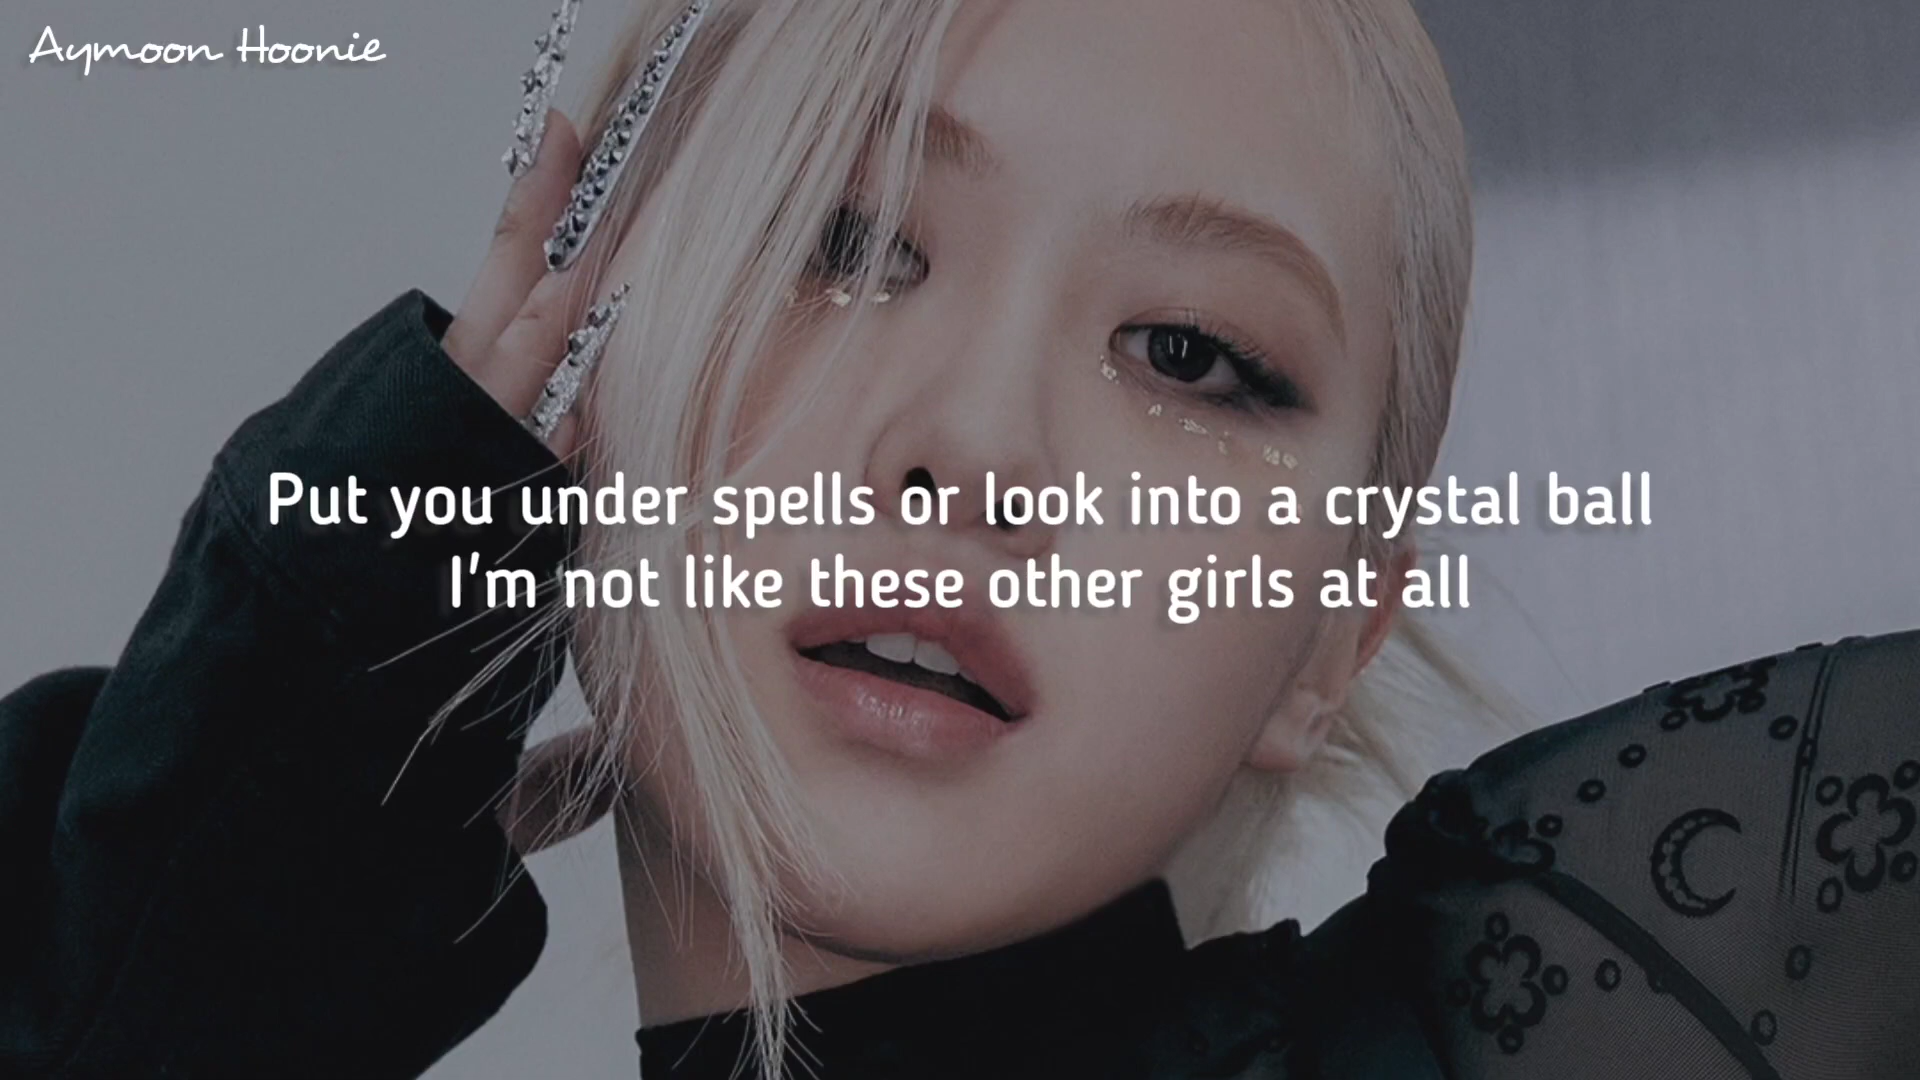 Aymoon Hoonie
Put you under spells or look into a crystal ball
I'm not like these other girls at all